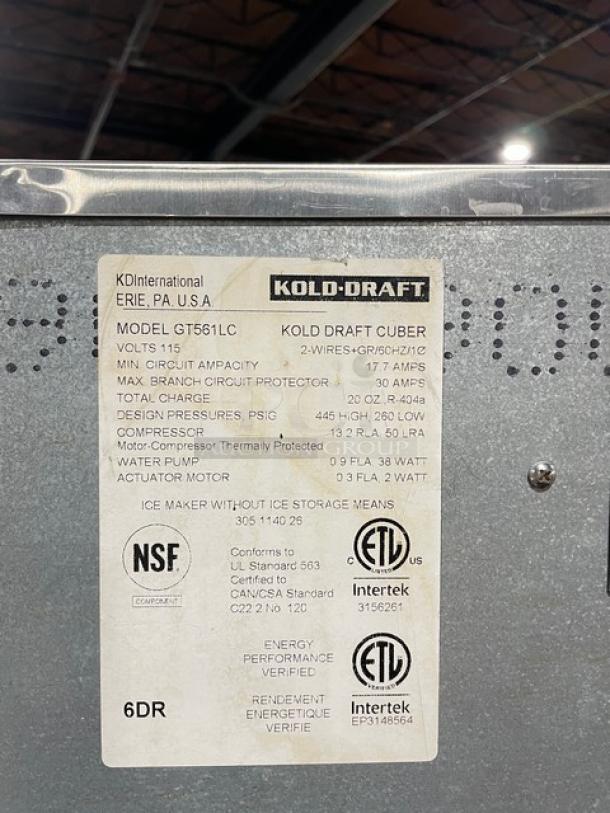 KDInternational
ERIE, PA. U.S.A.
KOLD-DRAFT
MODEL GT561LC KOLD DRAFT CUBER
VOLTS 115 2-WIRES+GR/60HZ/1Ø
MIN. CIRCUIT AMPACITY 17.7 AMPS
MAX. BRANCH CIRCUIT PROTECTOR 30 AMPS
TOTAL CHARGE 20 OZ ,R-404a
DESIGN PRESSURES, PSIG 445 HIGH, 260 LOW
COMPRESSOR 13.2 RLA, 50 LRA
Motor-Compressor Thermally Protected
WATER PUMP 0.9 FLA, 38 WATT
ACTUATOR MOTOR 0.3 FLA, 2 WATT
ICE MAKER WITHOUT ICE STORAGE MEANS
305 1140 26
NSF
COMPONENT
Conforms to
UL Standard 563
Certified to
CAN/CSA Standard
C22.2 No. 120
C ETL US
LISTED
Intertek
3156261
ENERGY
PERFORMANCE
VERIFIED
ETL
VERIFIED
6DR
RENDEMENT
ENERGETIQUE
VERIFIE
Intertek
EP3148564
GROUP